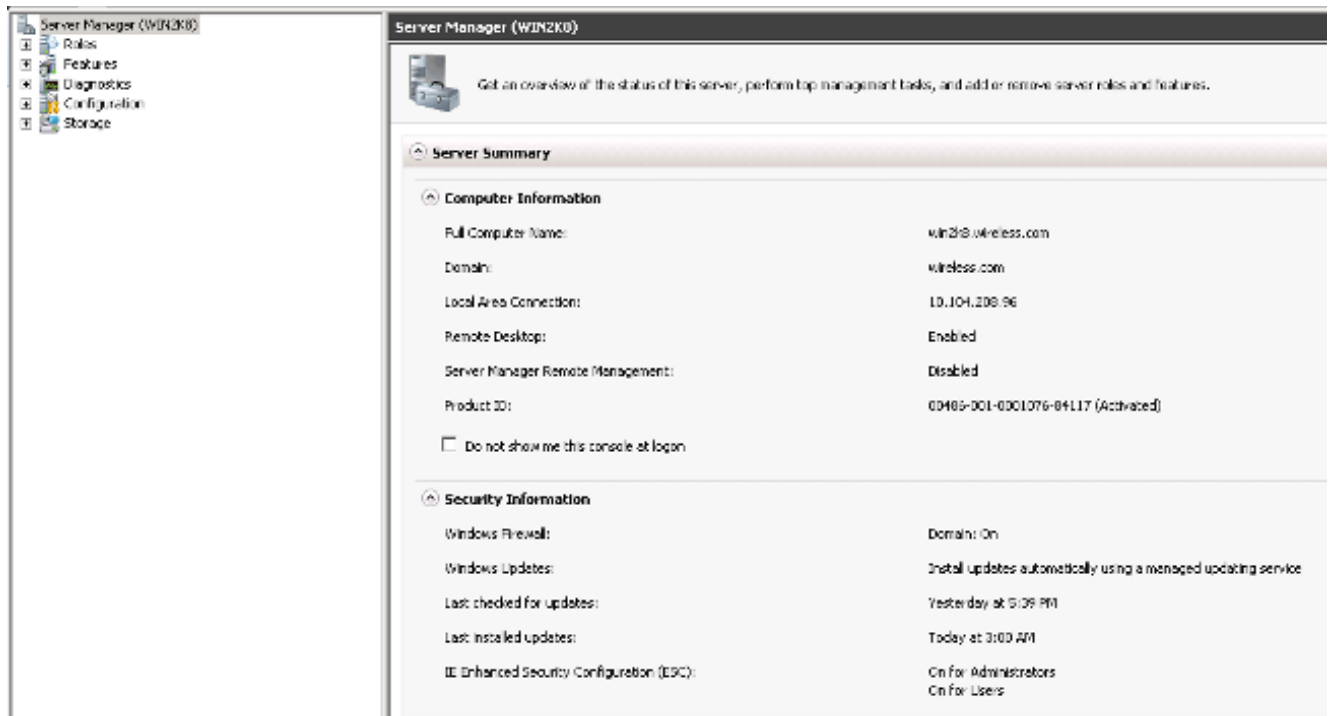 Server Manager (WIN2K8)
Roles
Features
Diagnostics
Configuration
Storage
Server Manager (WIN2K8)
Get an overview of the status of this server, perform top management tasks, and add or remove server roles and features.
Server Summary
Computer Information
Full Computer Name: win2k8.wireless.com
Domain: wireless.com
Local Area Connection: 10.104.208.96
Remote Desktop: Enabled
Server Manager Remote Management: Disabled
Product ID: 00486-001-0001076-84117 (Activated)
Do not show me this console at logon
Security Information
Windows Firewall: Domain: On
Windows Updates: Install updates automatically using a managed updating service
Last checked for updates: Yesterday at 5:39 PM
Last installed updates: Today at 3:00 AM
IE Enhanced Security Configuration (ESC): On for Administrators
On for Users